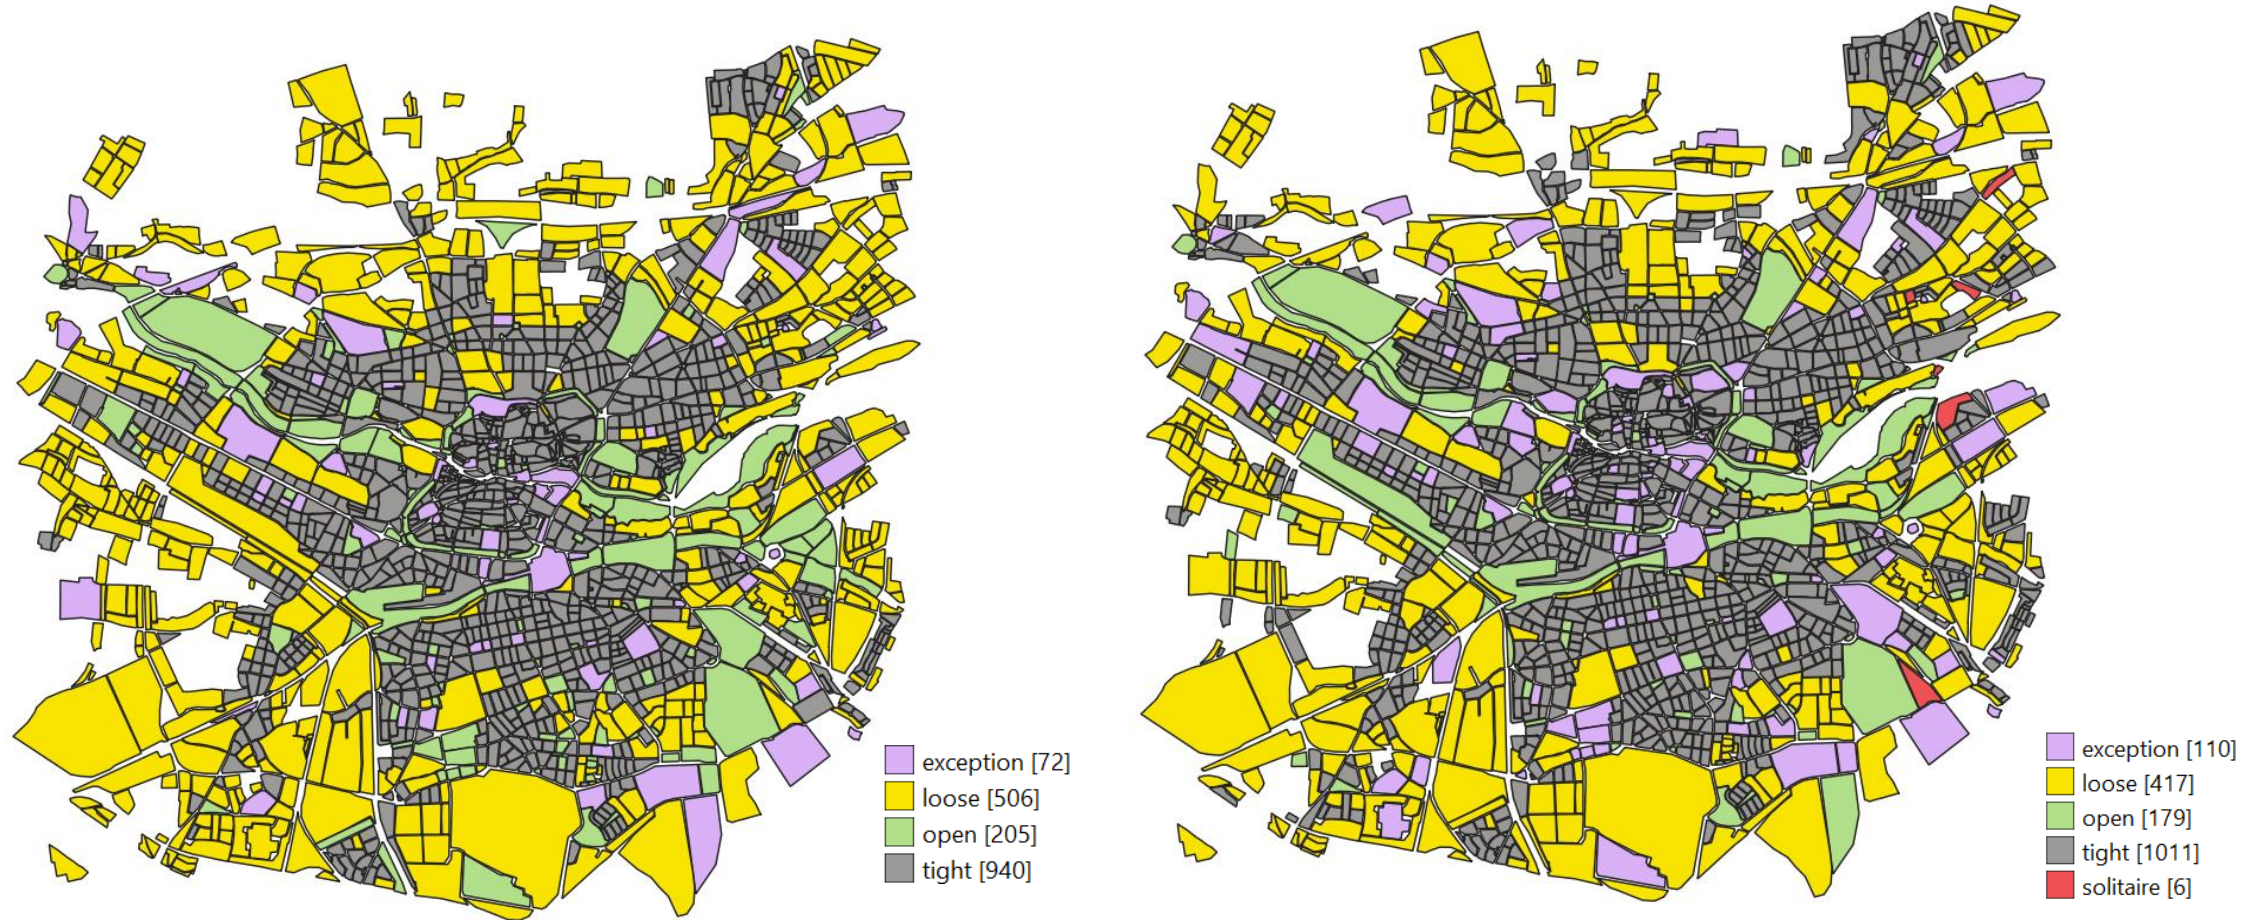 exception [72]
loose [506]
open [205]
tight [940]
exception [110]
loose [417]
open [179]
tight [1011]
solitaire [6]